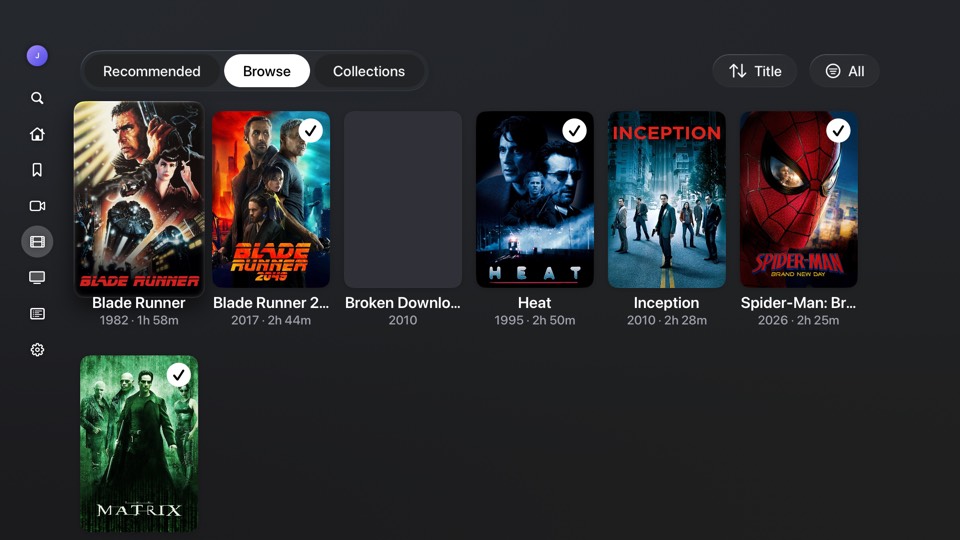 J
Recommended
Browse
Collections
Title
All
BLADE RUNNER
BLADE RUNNER 2049
HEAT
INCEPTION
SPIDER-MAN
BRAND NEW DAY
Blade Runner
Blade Runner 2...
Broken Downlo...
Heat
Inception
Spider-Man: Br...
1982 · 1h 58m
2017 · 2h 44m
2010
1995 · 2h 50m
2010 · 2h 28m
2026 · 2h 25m
MATRIX